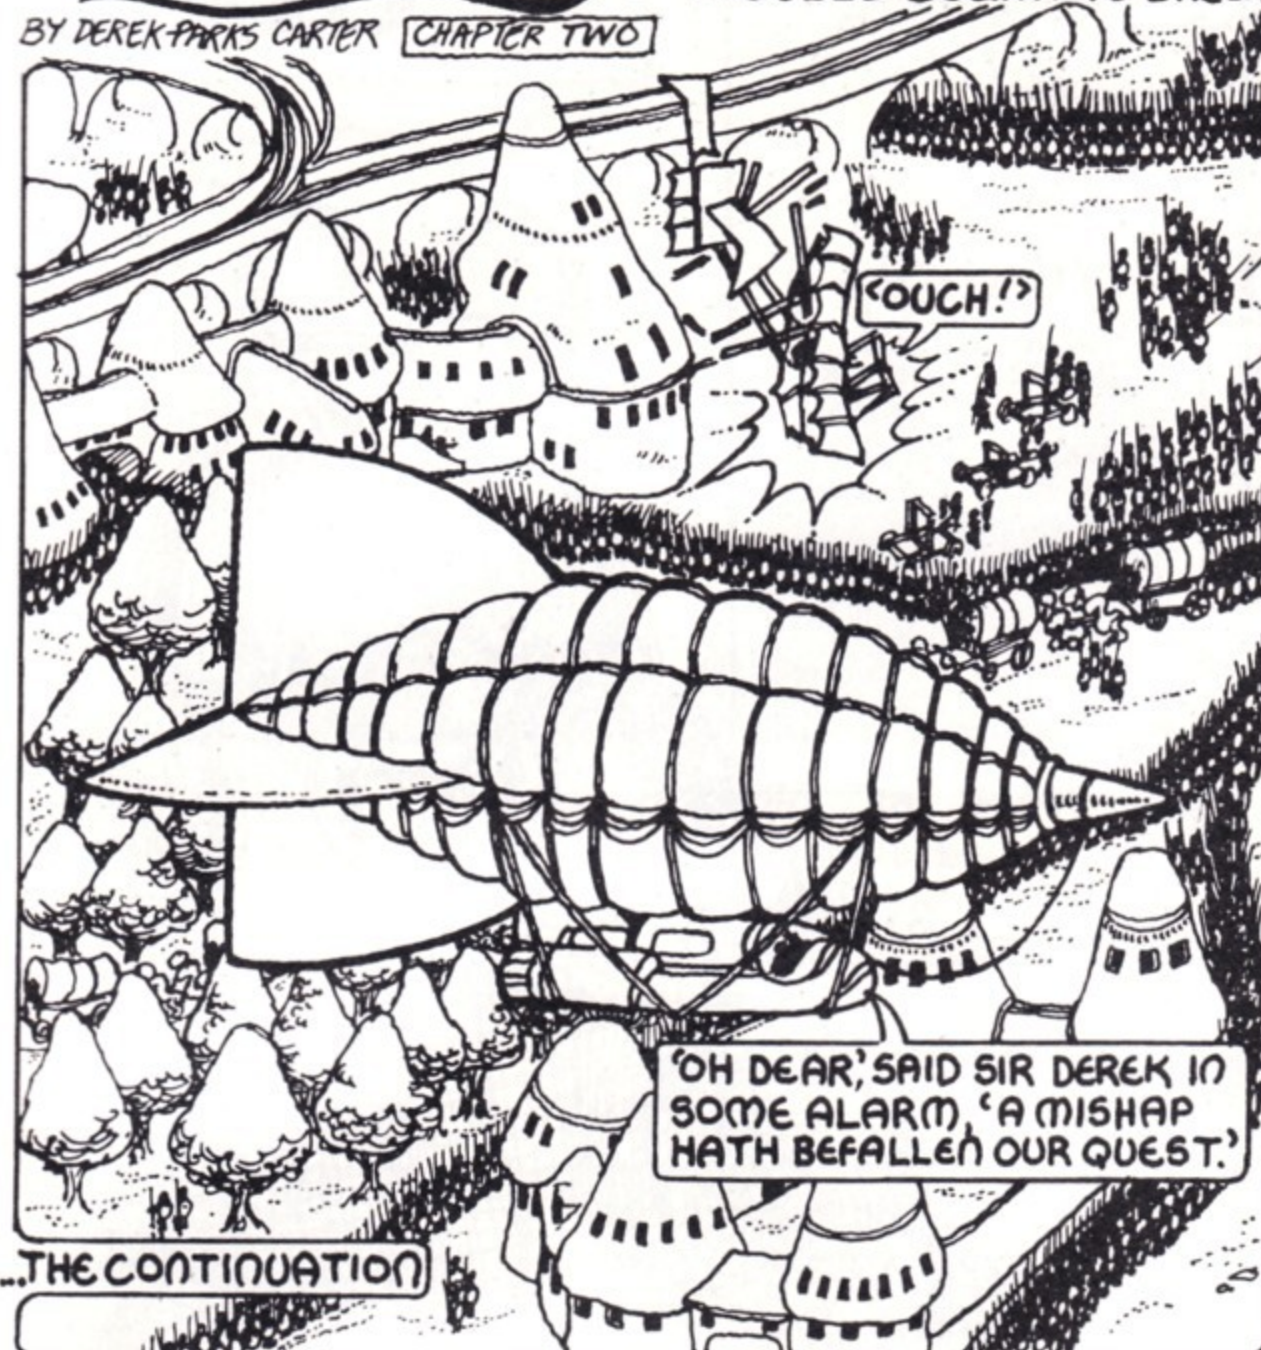 BY DEREK PARKS CARTER CHAPTER TWO
<OUCH!>
'OH DEAR,' SAID SIR DEREK IN
SOME ALARM, 'A MISHAP
HATH BEFALLEN OUR QUEST.'
...THE CONTINUATION